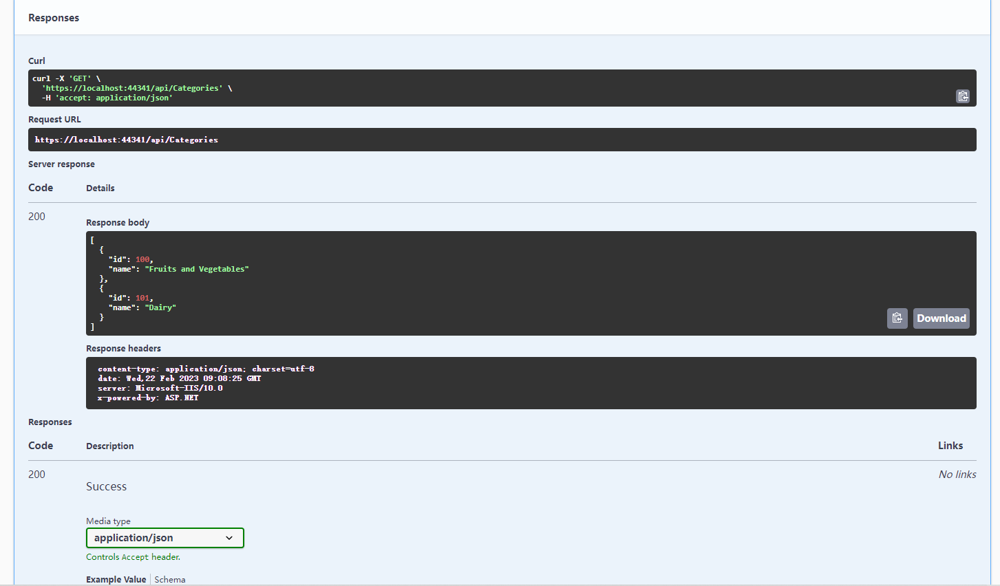 Responses
Curl
curl -X 'GET' \
  'https://localhost:44341/api/Categories' \
  -H 'accept: application/json'
Request URL
https://localhost:44341/api/Categories
Server response
Code Details
200
Response body
[
  {
    "id": 100,
    "name": "Fruits and Vegetables"
  },
  {
    "id": 101,
    "name": "Dairy"
  }
]
Download
Response headers
content-type: application/json; charset=utf-8
date: Wed,22 Feb 2023 09:08:25 GMT
server: Microsoft-IIS/10.0
x-powered-by: ASP.NET
Responses
Code Description Links
200 No links
Success
Media type
application/json
Controls Accept header.
Example Value Schema